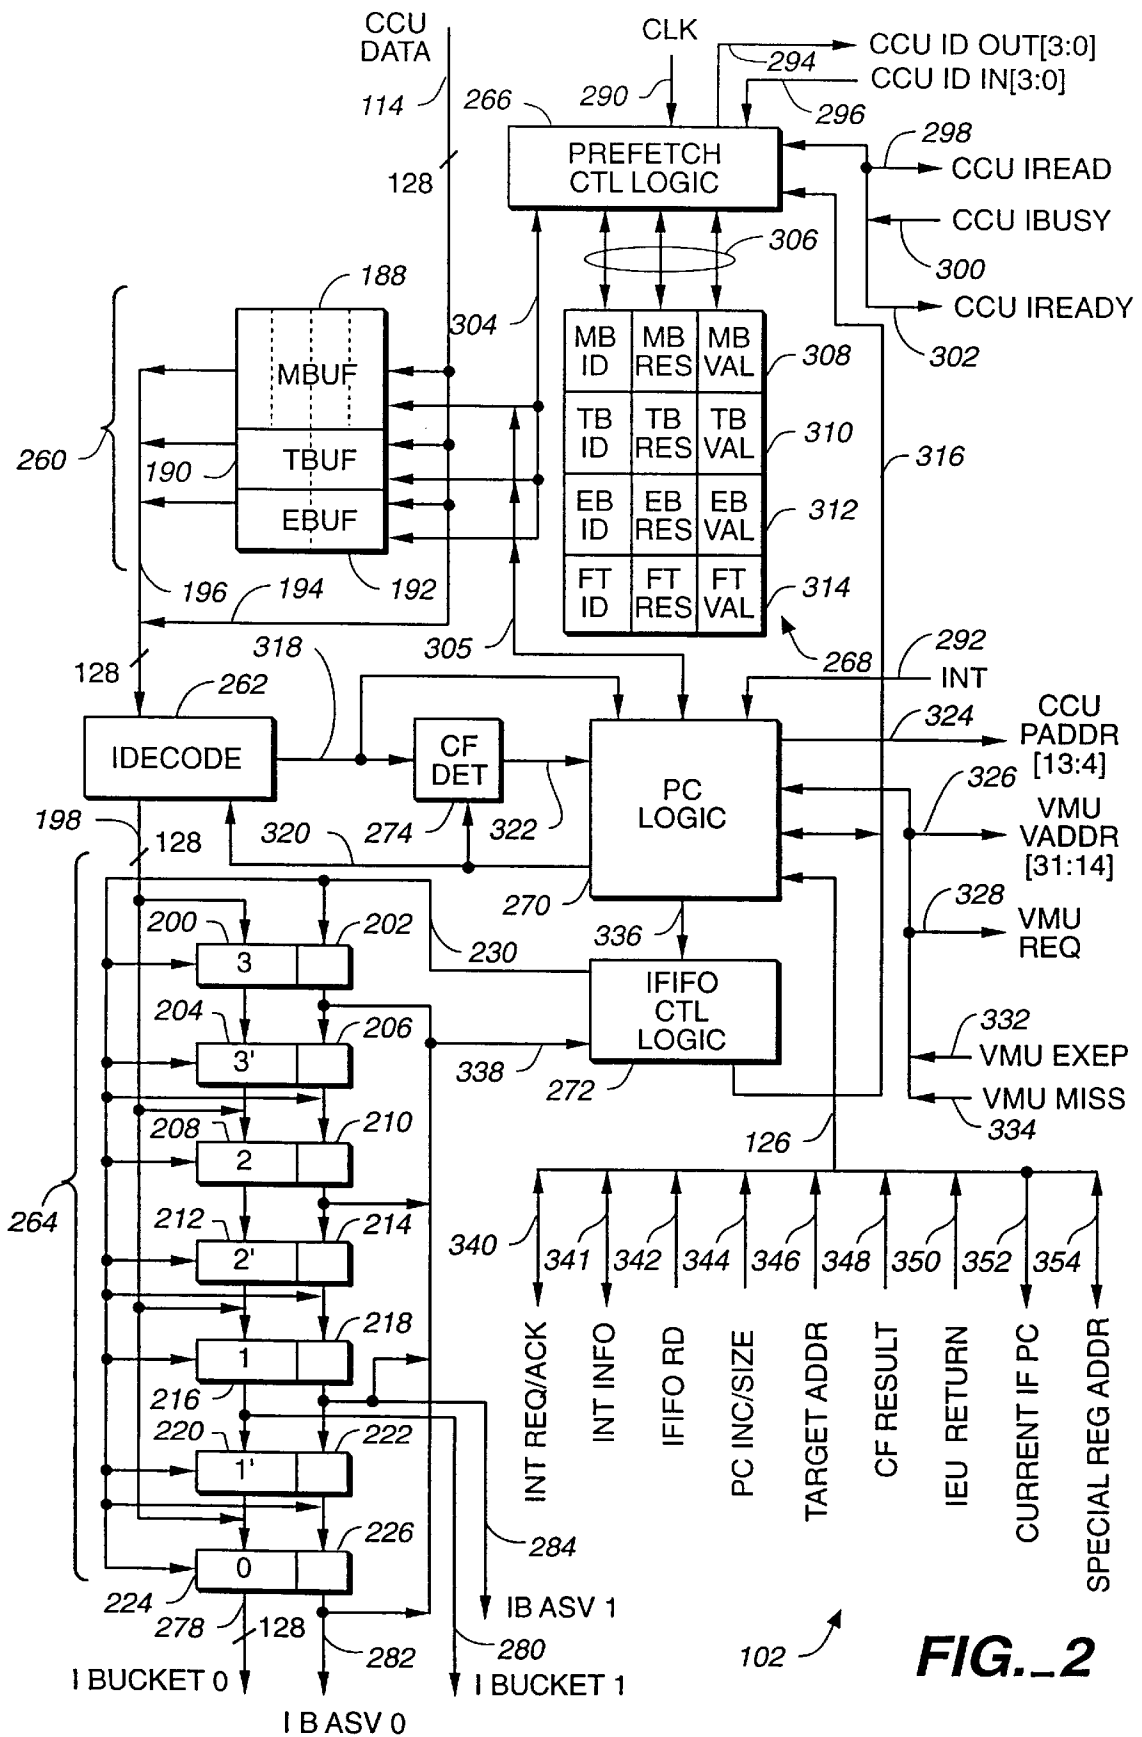 CCU
DATA
CLK
CCU ID OUT[3:0]
294
CCU ID IN[3:0]
114
266
290
296
PREFETCH
CTL LOGIC
298
CCU IREAD
128
306
CCU IBUSY
300
188
304
CCU IREADY
302
MB
ID
MB
RES
MB
VAL
308
MBUF
TB
ID
TB
RES
TB
VAL
310
260
190
TBUF
316
EB
ID
EB
RES
EB
VAL
312
EBUF
FT
ID
FT
RES
FT
VAL
314
196
194
192
305
268
292
INT
128
318
262
IDECODE
CF
DET
PC
LOGIC
324
CCU
PADDR
[13:4]
326
VMU
VADDR
[31:14]
198
128
320
274
322
270
336
328
VMU
REQ
200
202
230
3
IFIFO
CTL
LOGIC
204
206
332
VMU EXEP
3'
338
272
VMU MISS
334
208
210
126
2
264
212
214
2'
340
341
342
344
346
348
350
352
354
218
1
216
INT REQ/ACK
INT INFO
IFIFO RD
PC INC/SIZE
TARGET ADDR
CF RESULT
IEU RETURN
CURRENT IF PC
SPECIAL REG ADDR
220
222
1'
226
284
0
224
278
128
282
280
IB ASV 1
I BUCKET 0
I BUCKET 1
I B ASV 0
102
FIG._2